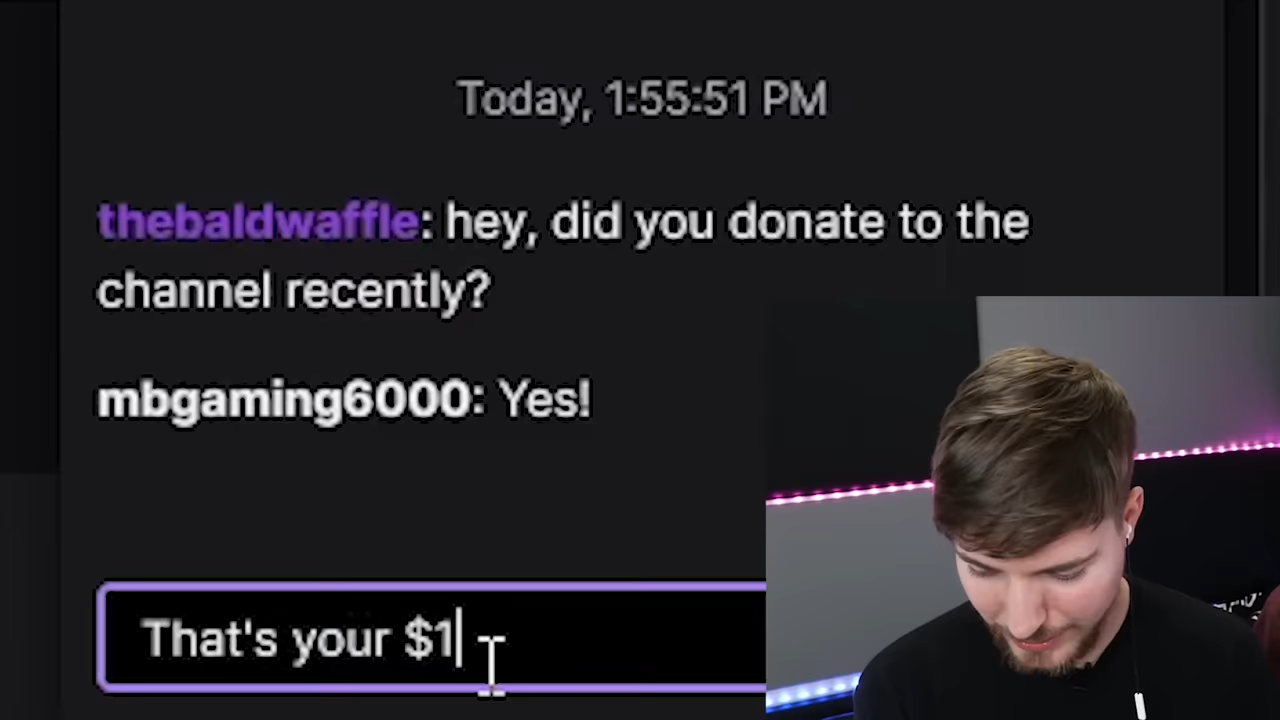 Today, 1:55:51 PM
thebaldwaffle: hey, did you donate to the
channel recently?
mbgaming6000: Yes!
That's your $1